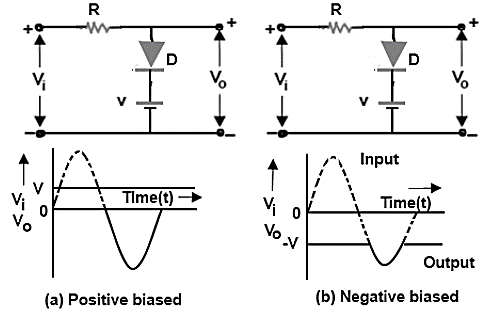 R
+ +
D
Vi Vo
v
– –
R
+ +
D
Vi Vo
v
– –
V
Time(t)
Vi
0
Vo
(a) Positive biased
Input
Vi
Time(t)
0
Vo
-V
Output
(b) Negative biased